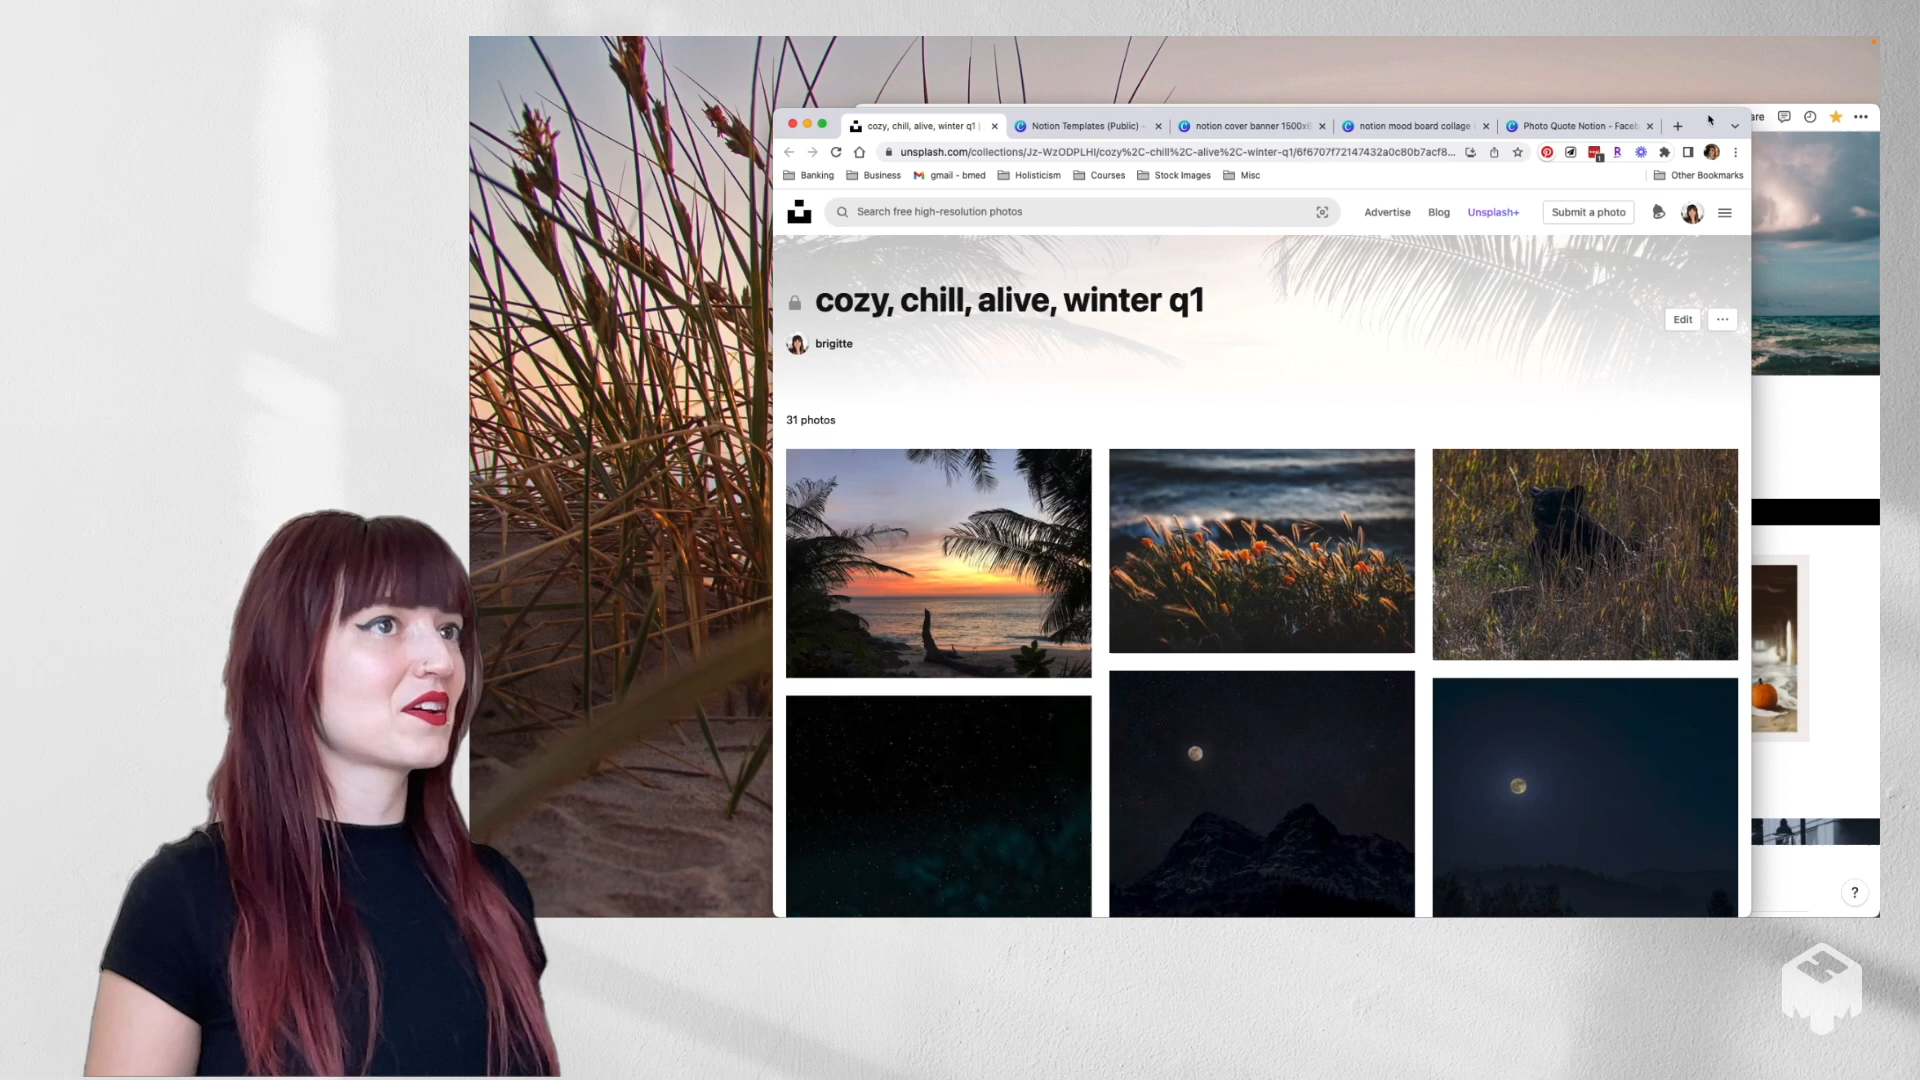 cozy, chill, alive, winter q1 |
Notion Templates (Public) -
notion cover banner 1500x6
notion mood board collage
Photo Quote Notion - Faceb
are
unsplash.com/collections/Jz-WzODPLHI/cozy%2C-chill%2C-alive%2C-winter-q1/6f6707f72147432a0c80b7acf8...
Banking
Business
gmail - bmed
Holisticism
Courses
Stock Images
Misc
Other Bookmarks
Search free high-resolution photos
Advertise
Blog
Unsplash+
Submit a photo
cozy, chill, alive, winter q1
Edit
brigitte
31 photos
?